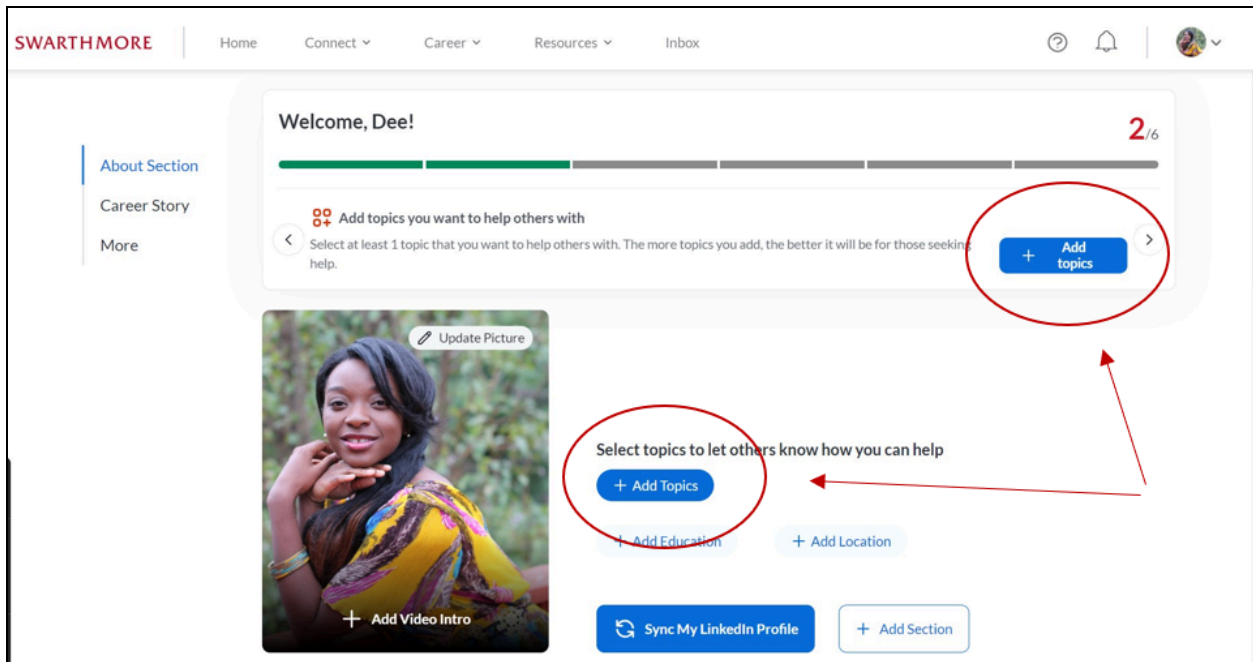 SWARTHMORE
Home
Connect
Career
Resources
Inbox
Welcome, Dee!
2/6
About Section
Career Story
More
Add topics you want to help others with
Select at least 1 topic that you want to help others with. The more topics you add, the better it will be for those seeking
help.
+ Add
topics
Update Picture
+ Add Video Intro
Select topics to let others know how you can help
+ Add Topics
+ Add Education
+ Add Location
Sync My LinkedIn Profile
+ Add Section